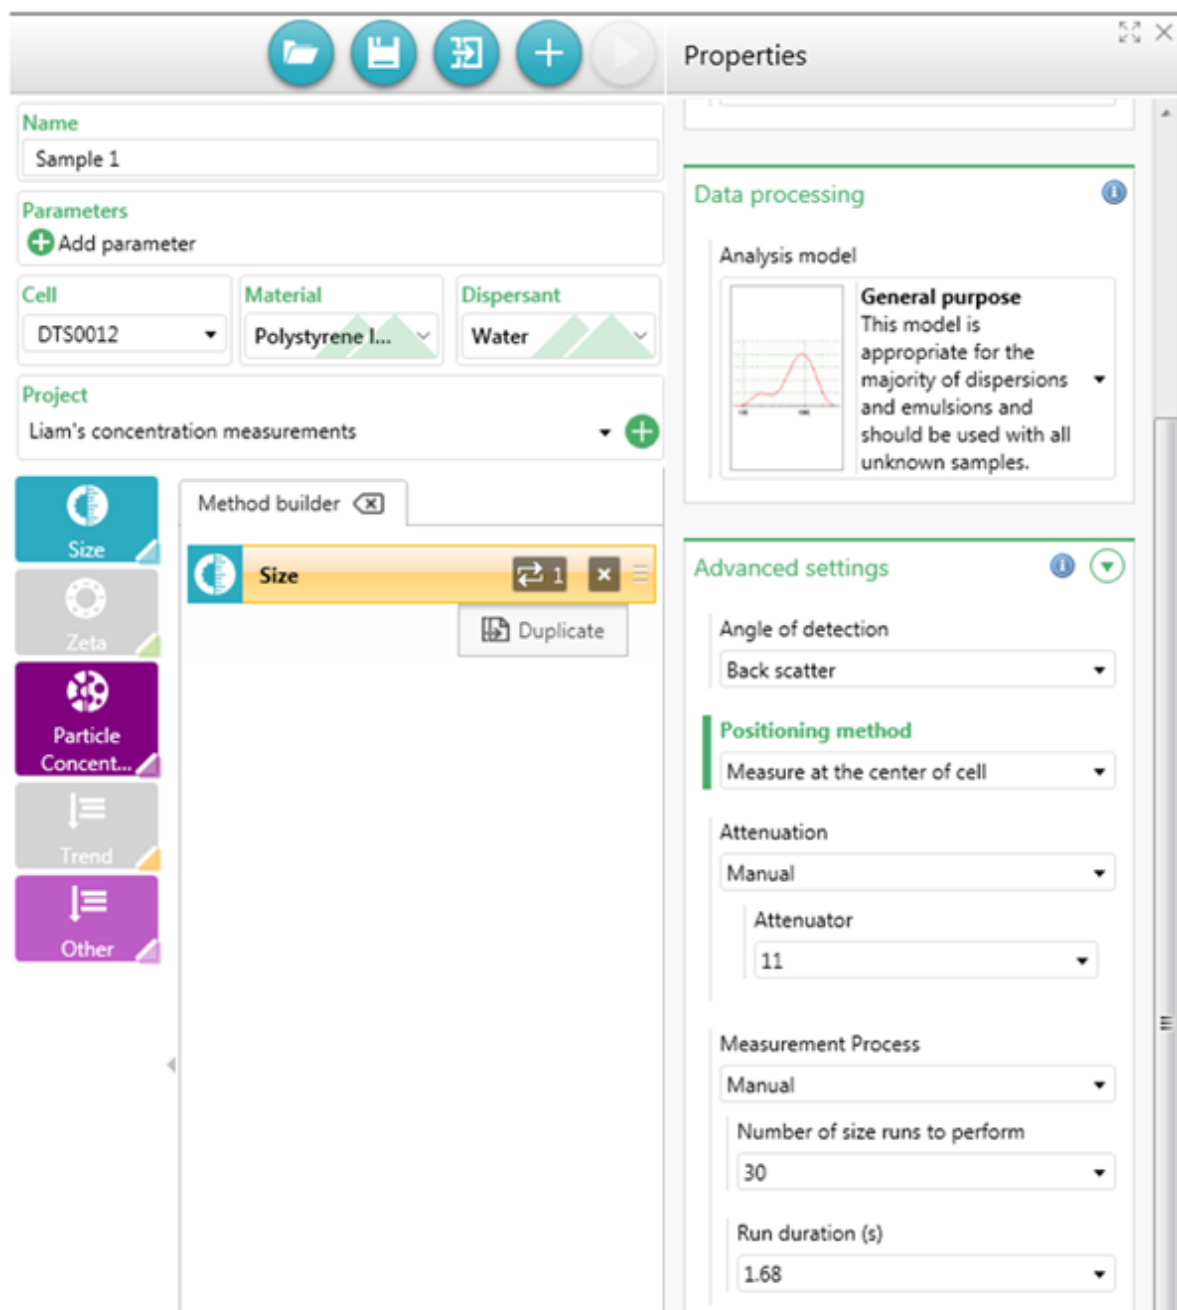 Properties
Name
Sample 1
Parameters
Add parameter
Cell
Material
Dispersant
DTS0012
Polystyrene l...
Water
Project
Liam's concentration measurements
Size
Zeta
Particle
Concent...
Trend
Other
Method builder
Size
1
Duplicate
Data processing
Analysis model
General purpose
This model is
appropriate for the
majority of dispersions
and emulsions and
should be used with all
unknown samples.
Advanced settings
Angle of detection
Back scatter
Positioning method
Measure at the center of cell
Attenuation
Manual
Attenuator
11
Measurement Process
Manual
Number of size runs to perform
30
Run duration (s)
1.68